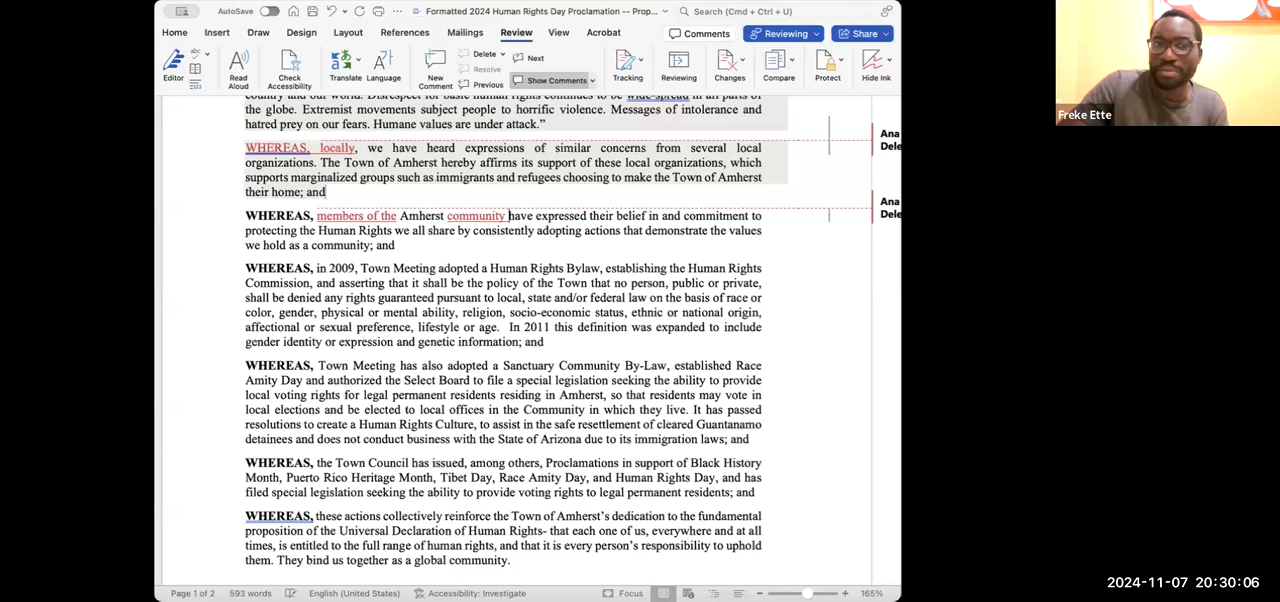 AutoSave
Formatted 2024 Human Rights Day Proclamation -- Prop...
Search (Cmd + Ctrl + U)
Home Insert Draw Design Layout References Mailings Review View Acrobat
Comments Reviewing Share
Editor
Read Aloud
Check Accessibility
Translate
Language
New Comment
Delete
Resolve
Previous
Next
Show Comments
Tracking
Reviewing
Changes
Compare
Protect
Hide Ink
country and our world. Disrespect for basic human rights continues to be wide-spread in all parts of
the globe. Extremist movements subject people to horrific violence. Messages of intolerance and
hatred prey on our fears. Humane values are under attack.”
WHEREAS, locally, we have heard expressions of similar concerns from several local
organizations. The Town of Amherst hereby affirms its support of these local organizations, which
supports marginalized groups such as immigrants and refugees choosing to make the Town of Amherst
their home; and
WHEREAS, members of the Amherst community have expressed their belief in and commitment to
protecting the Human Rights we all share by consistently adopting actions that demonstrate the values
we hold as a community; and
WHEREAS, in 2009, Town Meeting adopted a Human Rights Bylaw, establishing the Human Rights
Commission, and asserting that it shall be the policy of the Town that no person, public or private,
shall be denied any rights guaranteed pursuant to local, state and/or federal law on the basis of race or
color, gender, physical or mental ability, religion, socio-economic status, ethnic or national origin,
affectional or sexual preference, lifestyle or age. In 2011 this definition was expanded to include
gender identity or expression and genetic information; and
WHEREAS, Town Meeting has also adopted a Sanctuary Community By-Law, established Race
Amity Day and authorized the Select Board to file a special legislation seeking the ability to provide
local voting rights for legal permanent residents residing in Amherst, so that residents may vote in
local elections and be elected to local offices in the Community in which they live. It has passed
resolutions to create a Human Rights Culture, to assist in the safe resettlement of cleared Guantanamo
detainees and does not conduct business with the State of Arizona due to its immigration laws; and
WHEREAS, the Town Council has issued, among others, Proclamations in support of Black History
Month, Puerto Rico Heritage Month, Tibet Day, Race Amity Day, and Human Rights Day, and has
filed special legislation seeking the ability to provide voting rights to legal permanent residents; and
WHEREAS, these actions collectively reinforce the Town of Amherst’s dedication to the fundamental
proposition of the Universal Declaration of Human Rights- that each one of us, everywhere and at all
times, is entitled to the full range of human rights, and that it is every person’s responsibility to uphold
them. They bind us together as a global community.
Ana
Dele
Ana
Dele
Page 1 of 2 593 words English (United States) Accessibility: Investigate Focus 165%
Freke Ette
2024-11-07 20:30:06